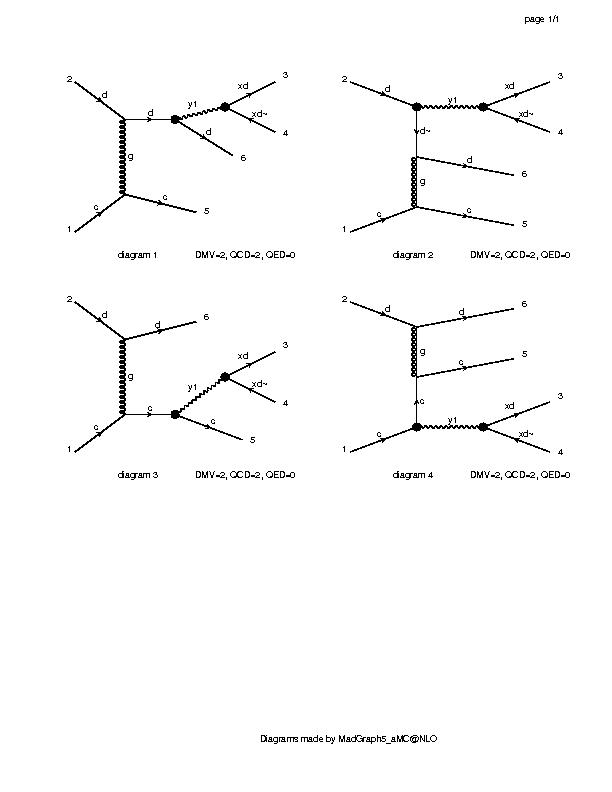 page 1/1
2
d
d
y1
xd
3
xd~
4
d
6
g
c
c
5
1
diagram 1
DMV=2, QCD=2, QED=0
2
d
y1
xd
3
xd~
4
d~
d
6
g
c
c
5
1
diagram 2
DMV=2, QCD=2, QED=0
2
d
d
6
g
xd
3
y1
xd~
4
c
c
c
5
1
diagram 3
DMV=2, QCD=2, QED=0
2
d
d
6
g
c
5
c
y1
xd
3
xd~
4
c
1
diagram 4
DMV=2, QCD=2, QED=0
Diagrams made by MadGraph5_aMC@NLO